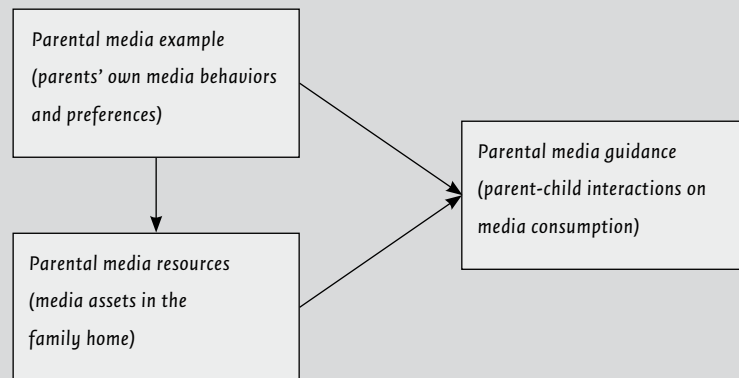 Parental media example
(parents’ own media behaviors
and preferences)
Parental media guidance
(parent-child interactions on
media consumption)
Parental media resources
(media assets in the
family home)